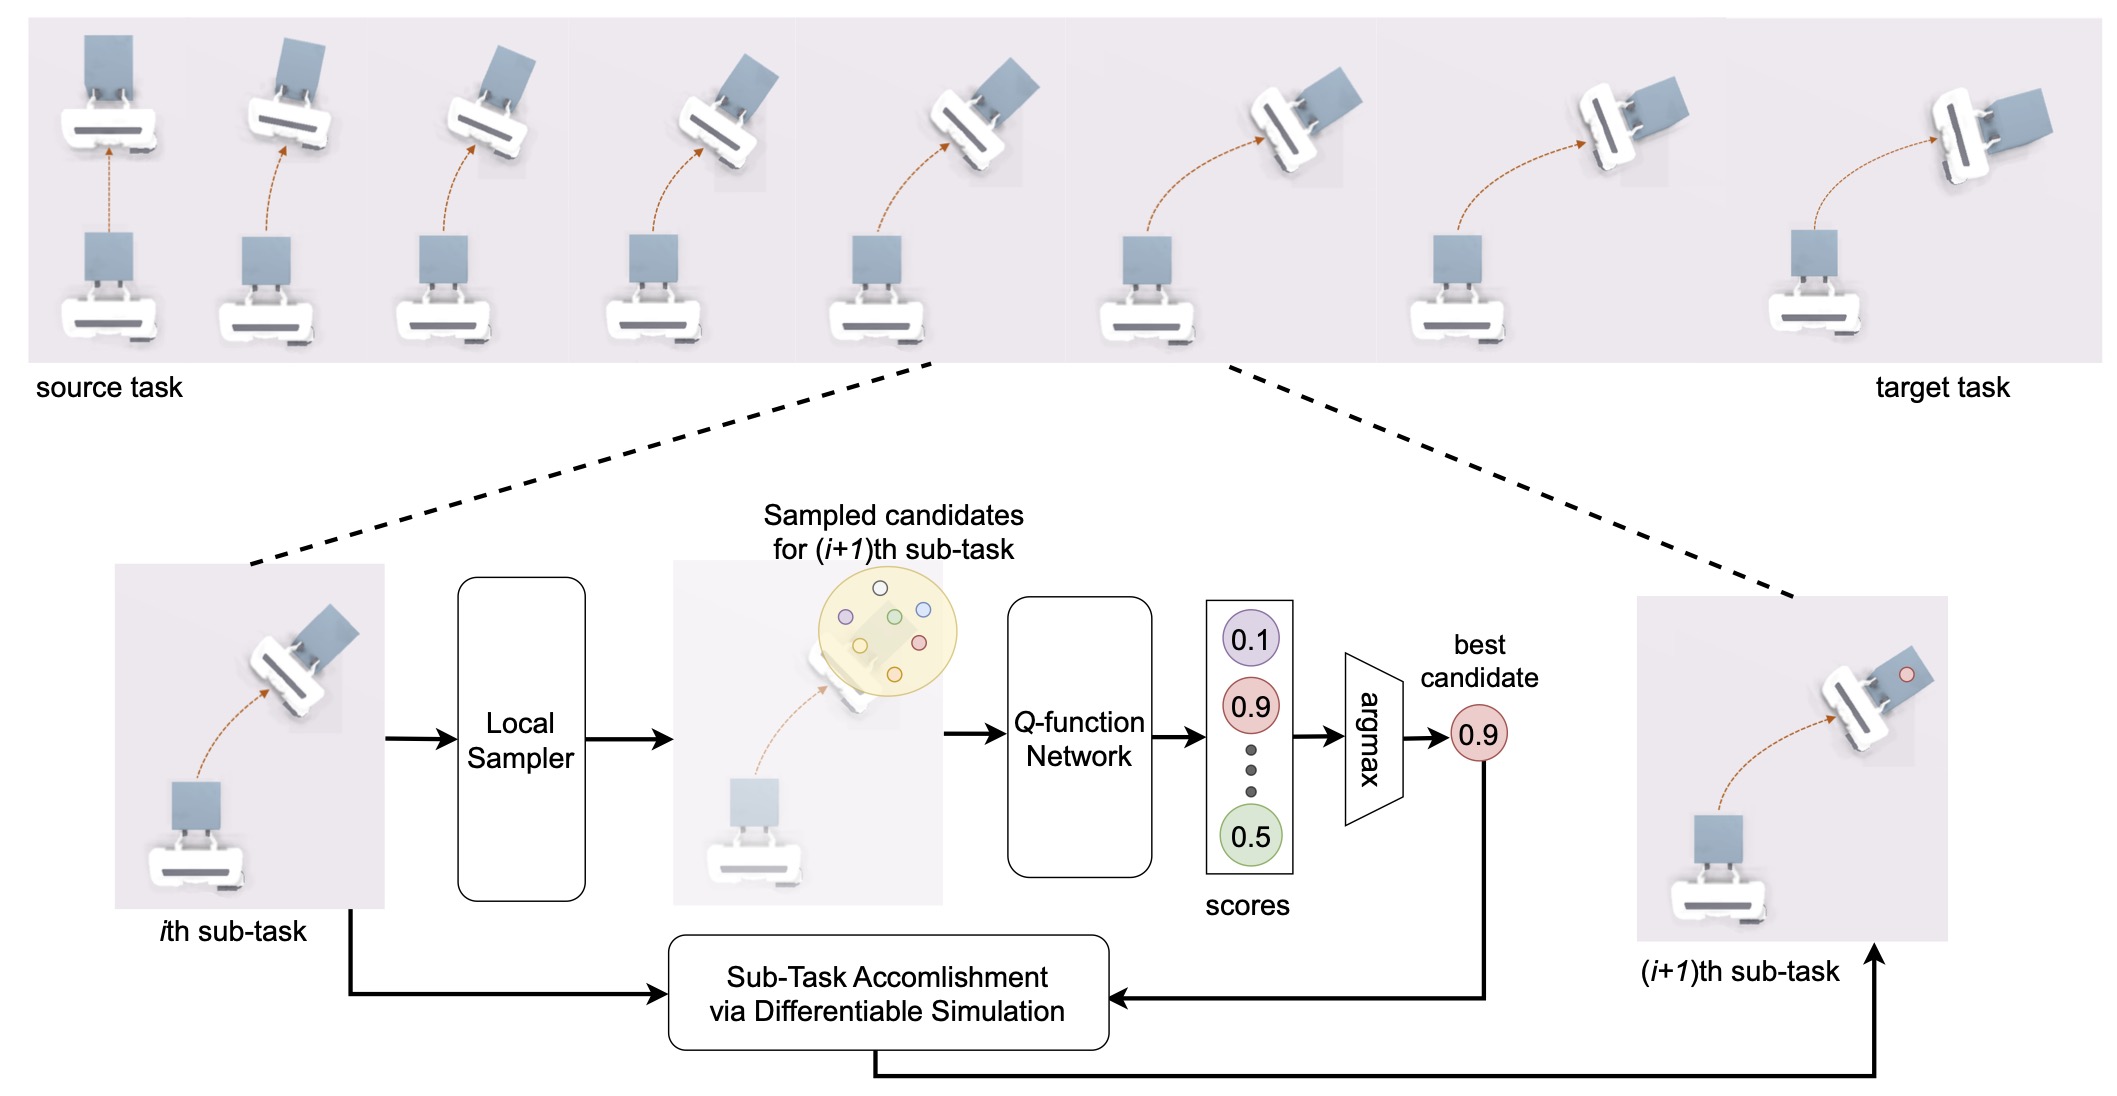 source task
target task
Sampled candidates
for (i+1)th sub-task
Local
Sampler
Q-function
Network
0.1
0.9
0.5
scores
argmax
best
candidate
0.9
ith sub-task
Sub-Task Accomlishment
via Differentiable Simulation
(i+1)th sub-task